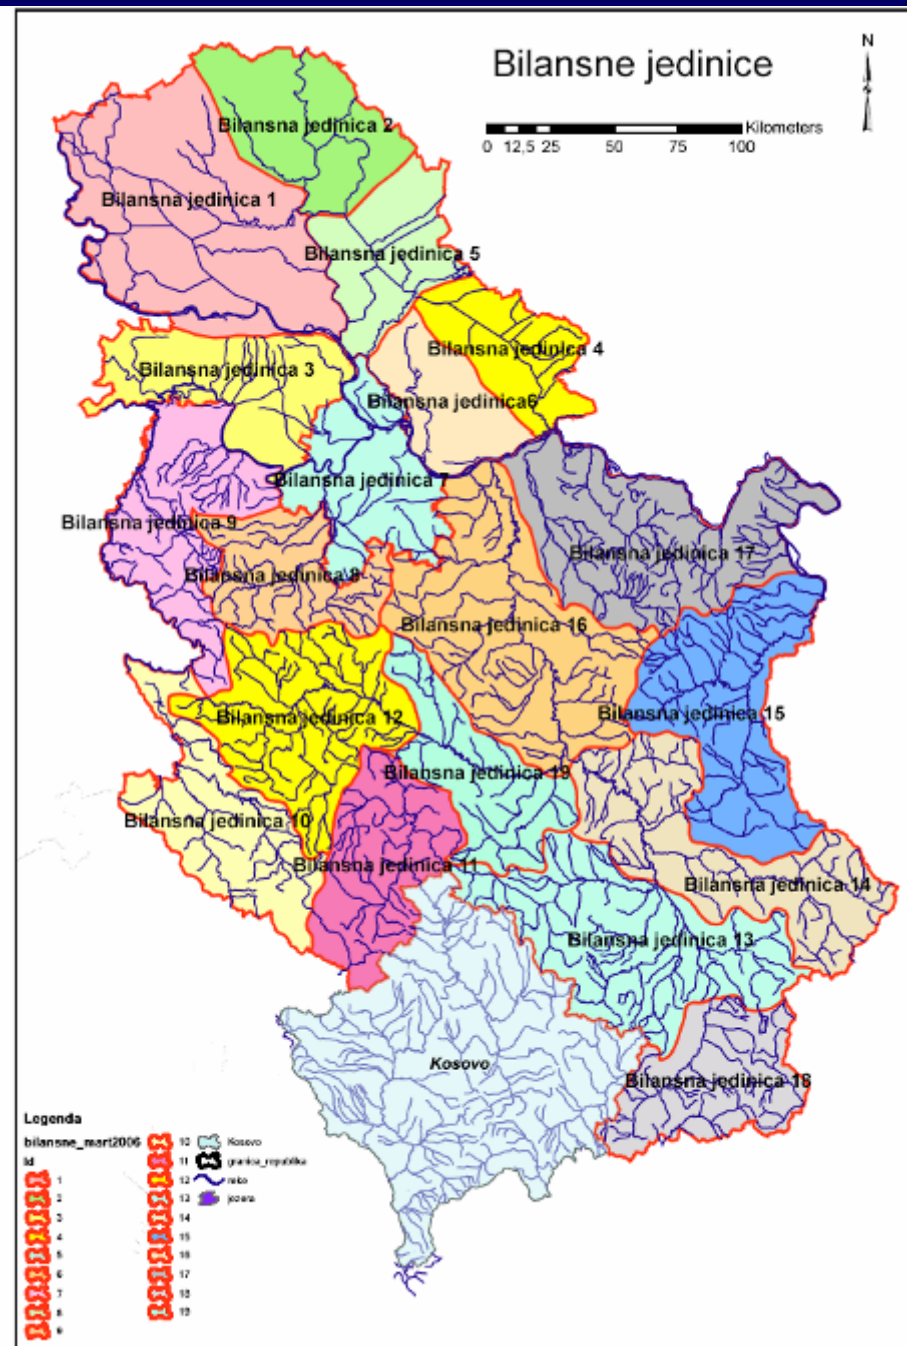 Bilansne jedinice
N
Kilometers
0 12,5 25 50 75 100
Bilansna jedinica 2
Bilansna jedinica 1
Bilansna jedinica 5
Bilansna jedinica 4
Bilansna jedinica 3
Bilansna jedinica6
Bilansna jedinica 7
Bilansna jedinica 9
Bilansna jedinica 17
Bilansna jedinica 8
Bilansna jedinica 16
Bilansna jedinica 12
Bilansna jedinica 15
Bilansna jedinica 19
Bilansna jedinica 10
Bilansna jedinica 11
Bilansna jedinica 14
Bilansna jedinica 13
Kosovo
Bilansna jedinica 18
Legenda
bilansne_mart2006
Id
1
2
3
4
5
6
7
8
9
10
11
12
13
14
15
16
17
18
19
Kosovo
granica_republika
reke
jezera